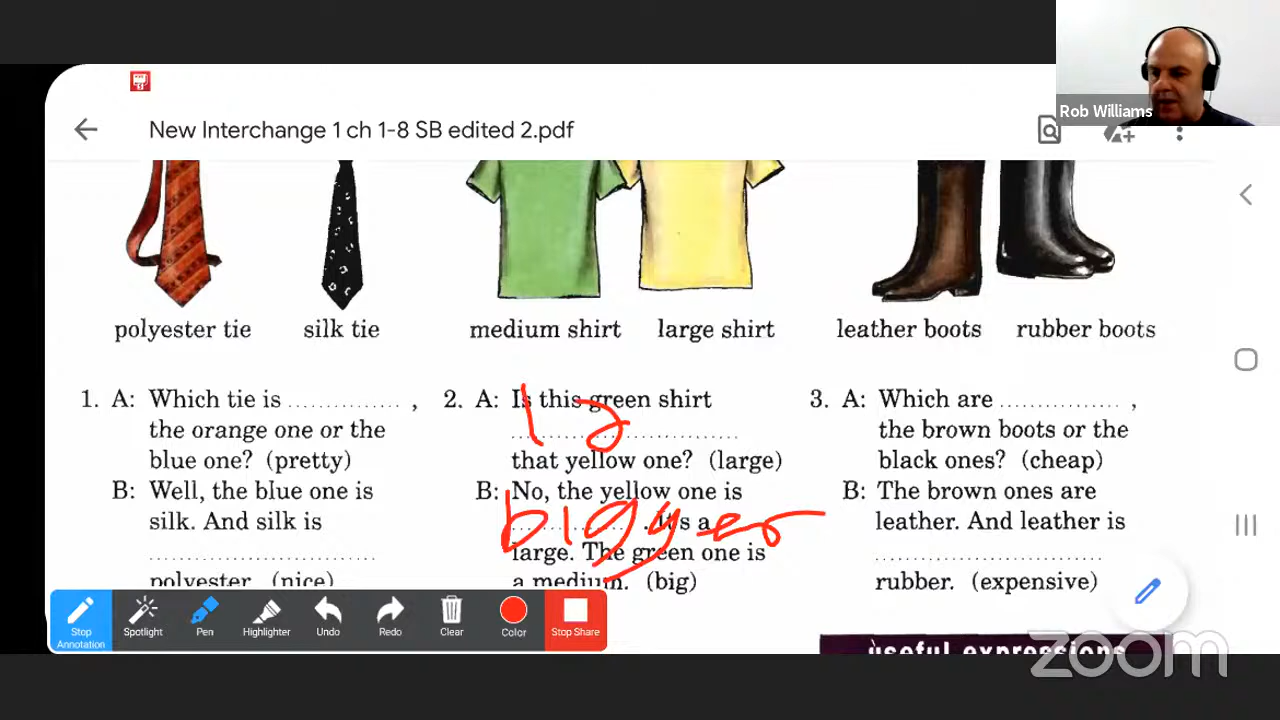 Rob Williams
New Interchange 1 ch 1-8 SB edited 2.pdf
polyester tie
silk tie
medium shirt
large shirt
leather boots
rubber boots
1. A: Which tie is ............... ,
the orange one or the
blue one? (pretty)
B: Well, the blue one is
silk. And silk is
..............................
polyester. (nice)
2. A: Is this green shirt
..............................
that yellow one? (large)
B: No, the yellow one is
............... . It's a
large. The green one is
a medium. (big)
bigger
3. A: Which are ............... ,
the brown boots or the
black ones? (cheap)
B: The brown ones are
leather. And leather is
..............................
rubber. (expensive)
useful expressions
Stop
Annotation
Spotlight
Pen
Highlighter
Undo
Redo
Clear
Color
Stop Share
zoom